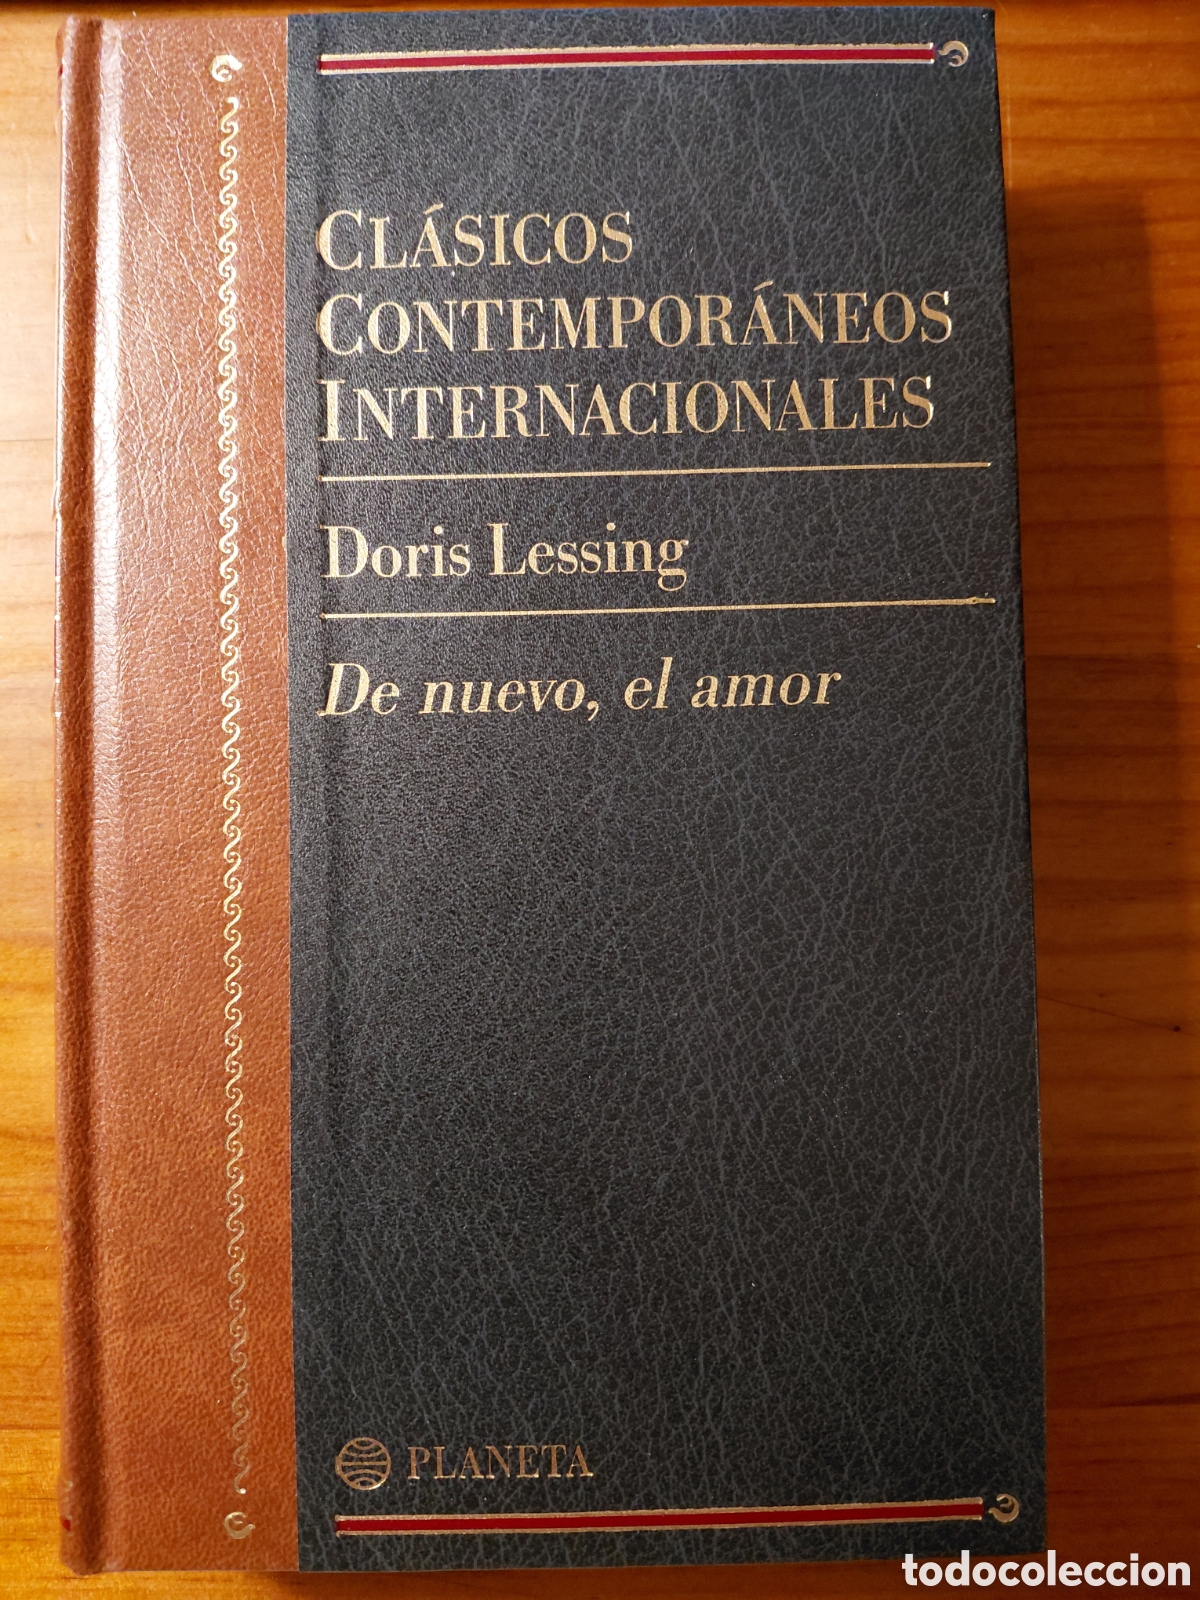 CLÁSICOS
CONTEMPORÁNEOS
INTERNACIONALES
Doris Lessing
De nuevo, el amor
PLANETA
todocoleccion